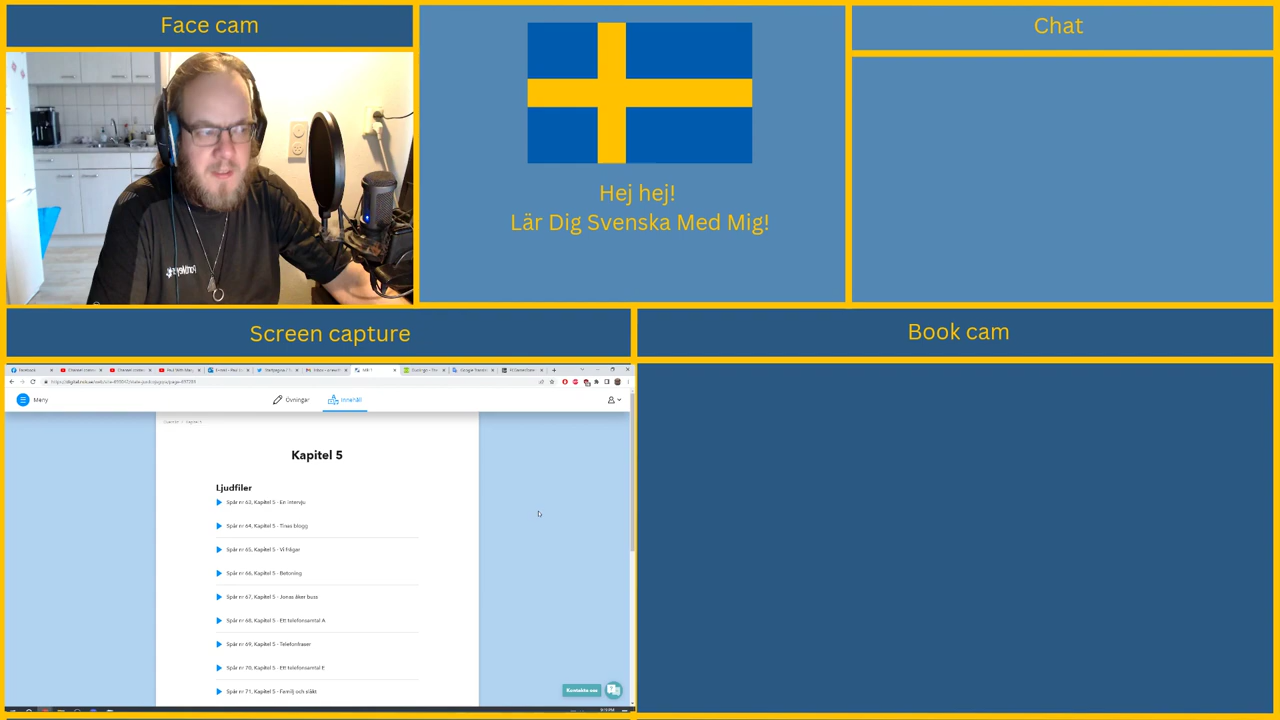 Face cam
Hej hej!
Lär Dig Svenska Med Mig!
Chat
Screen capture
Book cam
Meny
Övningar
Innehåll
Kapitel 5
Ljudfiler
Spår nr 63, Kapitel 5 - En intervju
Spår nr 64, Kapitel 5 - Tinas blogg
Spår nr 65, Kapitel 5 - Vi frågar
Spår nr 66, Kapitel 5 - Betoning
Spår nr 67, Kapitel 5 - Jonas åker buss
Spår nr 68, Kapitel 5 - Ett telefonsamtal A
Spår nr 69, Kapitel 5 - Telefonfraser
Spår nr 70, Kapitel 5 - Ett telefonsamtal E
Spår nr 71, Kapitel 5 - Familj och släkt
Kontakta oss